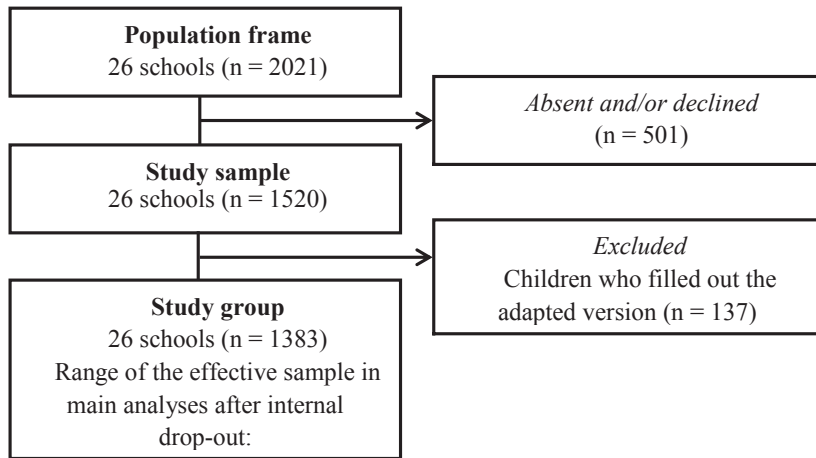 Population frame
26 schools (n = 2021)
Absent and/or declined
(n = 501)
Study sample
26 schools (n = 1520)
Excluded
Children who filled out the
adapted version (n = 137)
Study group
26 schools (n = 1383)
Range of the effective sample in
main analyses after internal
drop-out: